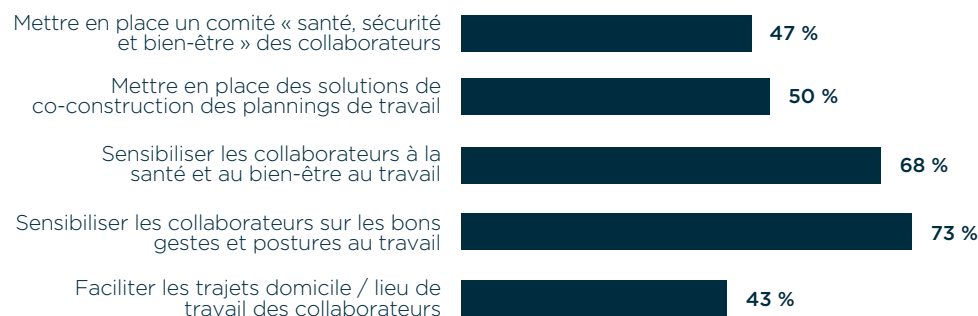 Mettre en place un comité « santé, sécurité
et bien-être » des collaborateurs
47 %
Mettre en place des solutions de
co-construction des plannings de travail
50 %
Sensibiliser les collaborateurs à la
santé et au bien-être au travail
68 %
Sensibiliser les collaborateurs sur les bons
gestes et postures au travail
73 %
Faciliter les trajets domicile / lieu de
travail des collaborateurs
43 %